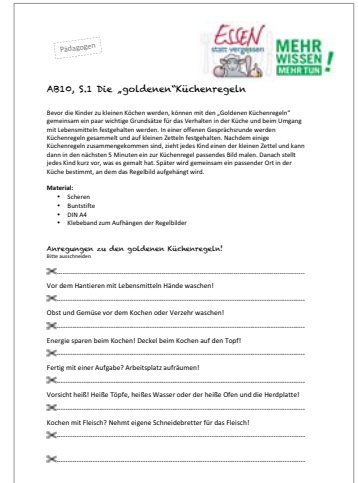 Pädagogen
ESSEN
statt vergessen
MEHR
WISSEN
MEHR TUN!
AB10, S.1 Die „goldenen"Küchenregeln
Bevor die Kinder zu kleinen Köchen werden, können mit den „Goldenen Küchenregeln"
gemeinsam ein paar wichtige Grundsätze für das Verhalten in der Küche und beim Umgang
mit Lebensmitteln festgehalten werden. In einer offenen Gesprächsrunde werden
Küchenregeln gesammelt und auf kleinen Zetteln festgehalten. Nachdem einige
Küchenregeln zusammengekommen sind, zieht jedes Kind einen der kleinen Zettel und kann
dann in den nächsten 5 Minuten ein zur Küchenregel passendes Bild malen. Danach stellt
jedes Kind kurz vor, was es gemalt hat. Später wird gemeinsam ein passender Ort in der
Küche bestimmt, an dem das Regelbild aufgehängt wird.
Material:
• Scheren
• Buntstifte
• DIN A4
• Klebeband zum Aufhängen der Regelbilder
Anregungen zu den goldenen Küchenregeln!
Bitte ausschneiden
Vor dem Hantieren mit Lebensmitteln Hände waschen!
Obst und Gemüse vor dem Kochen oder Verzehr waschen!
Energie sparen beim Kochen! Deckel beim Kochen auf den Topf!
Fertig mit einer Aufgabe? Arbeitsplatz aufräumen!
Vorsicht heiß! Heiße Töpfe, heißes Wasser oder der heiße Ofen und die Herdplatte!
Kochen mit Fleisch? Nehmt eigene Schneidebretter für das Fleisch!